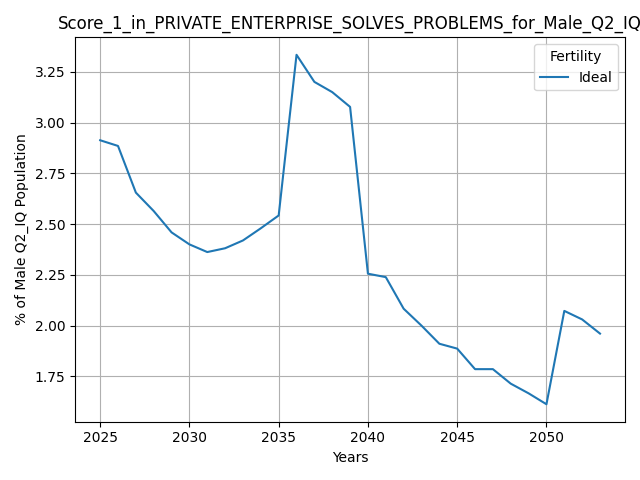 Score_1_in_PRIVATE_ENTERPRISE_SOLVES_PROBLEMS_for_Male_Q2_IQ
Fertility
Ideal
% of Male Q2_IQ Population
3.25
3.00
2.75
2.50
2.25
2.00
1.75
2025 2030 2035 2040 2045 2050
Years